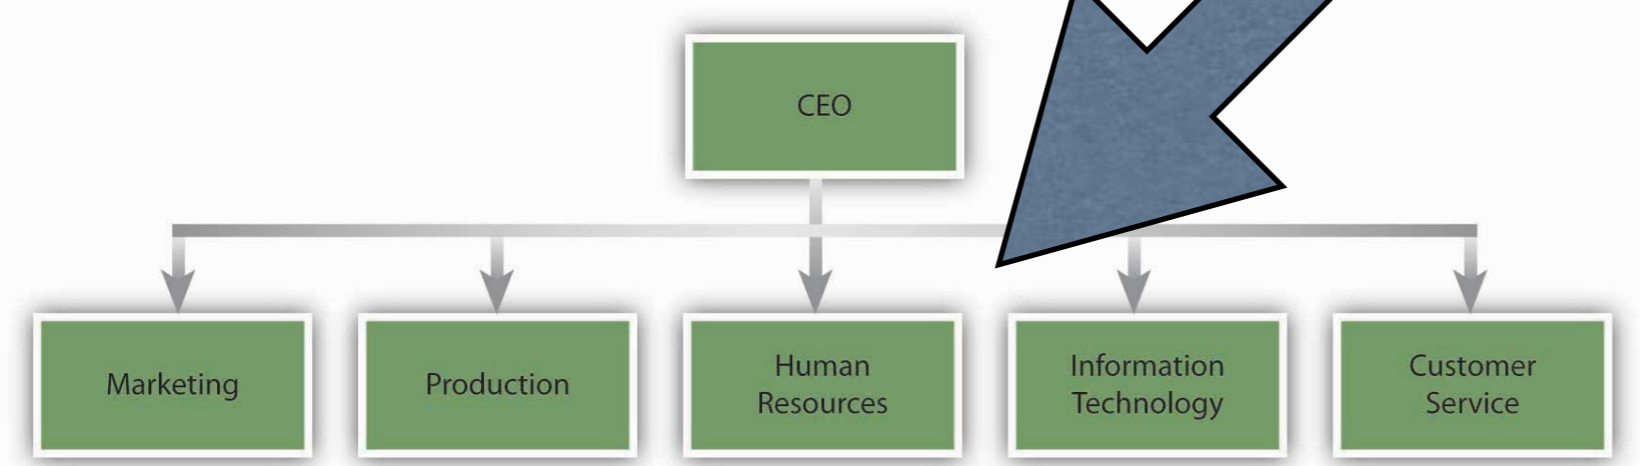 CEO
Marketing
Production
Human
Resources
Information
Technology
Customer
Service